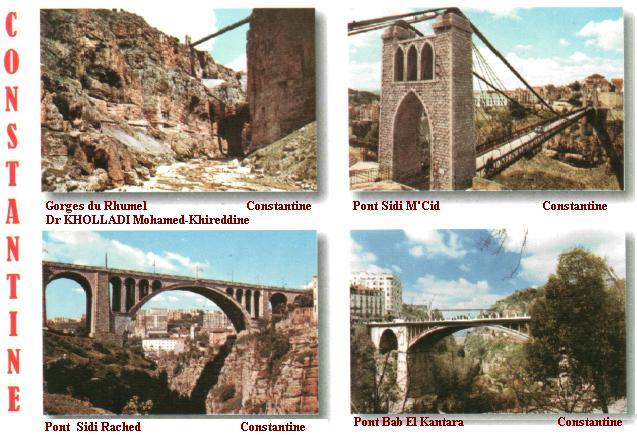 CONSTANTINE
Gorges du Rhumel Constantine
Dr KHOLLADI Mohamed-Khireddine
Pont Sidi M'Cid Constantine
Pont Sidi Rached Constantine
Pont Bab El Kantara Constantine